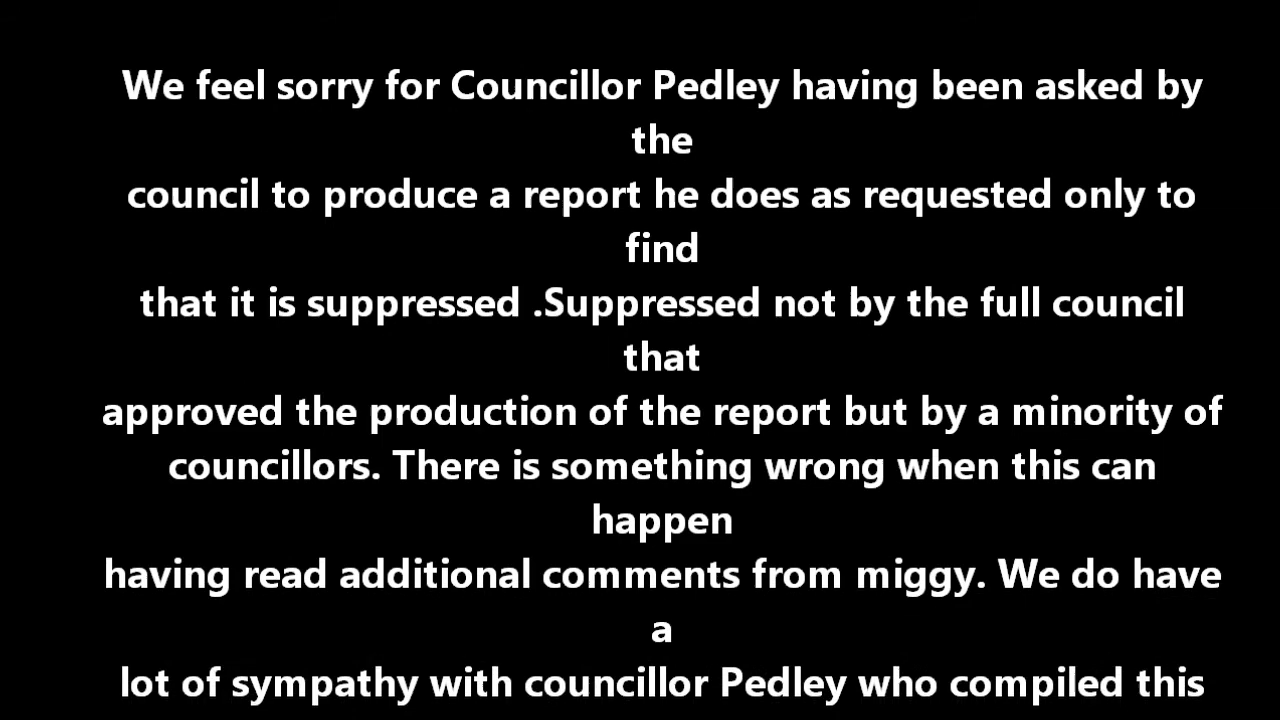 We feel sorry for Councillor Pedley having been asked by
the
council to produce a report he does as requested only to
find
that it is suppressed .Suppressed not by the full council
that
approved the production of the report but by a minority of
councillors. There is something wrong when this can
happen
having read additional comments from miggy. We do have
a
lot of sympathy with councillor Pedley who compiled this